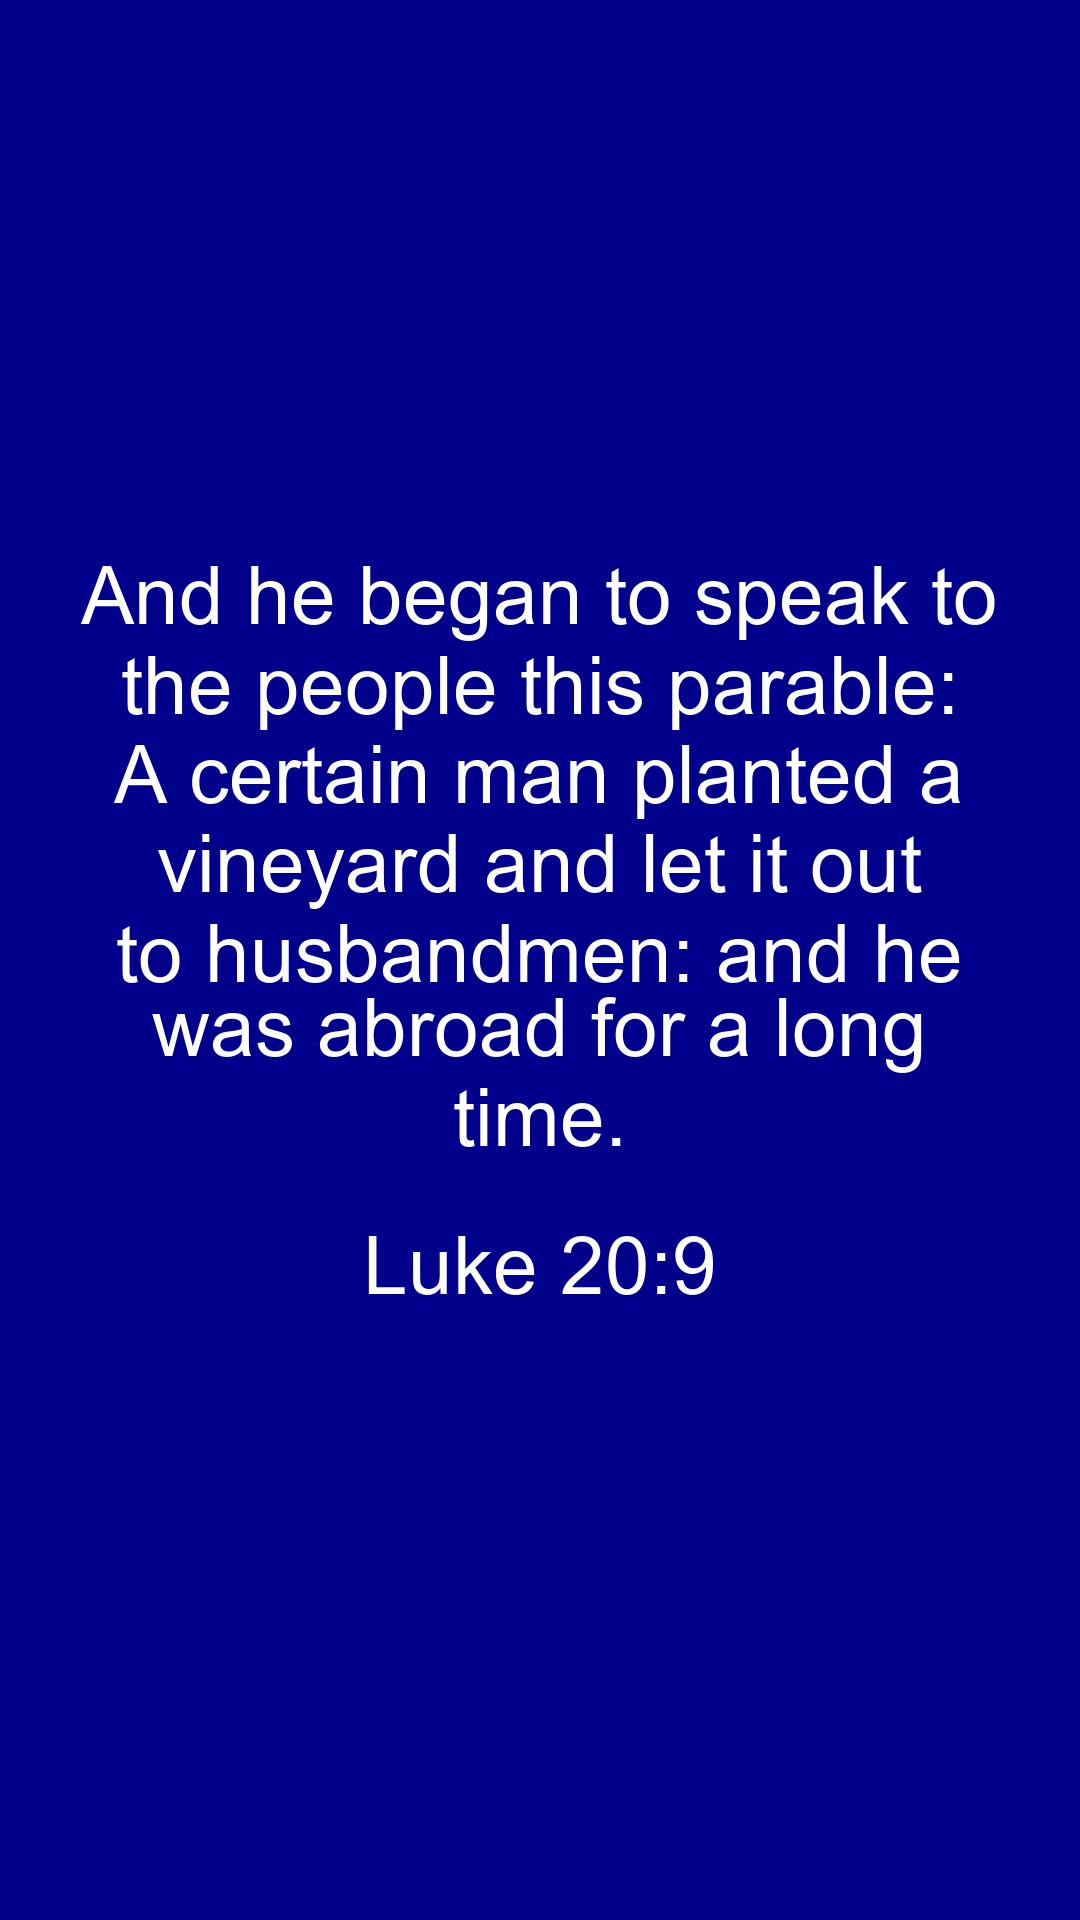 And he began to speak to
the people this parable:
A certain man planted a
vineyard and let it out
to husbandmen: and he
was abroad for a long
time.
Luke 20:9